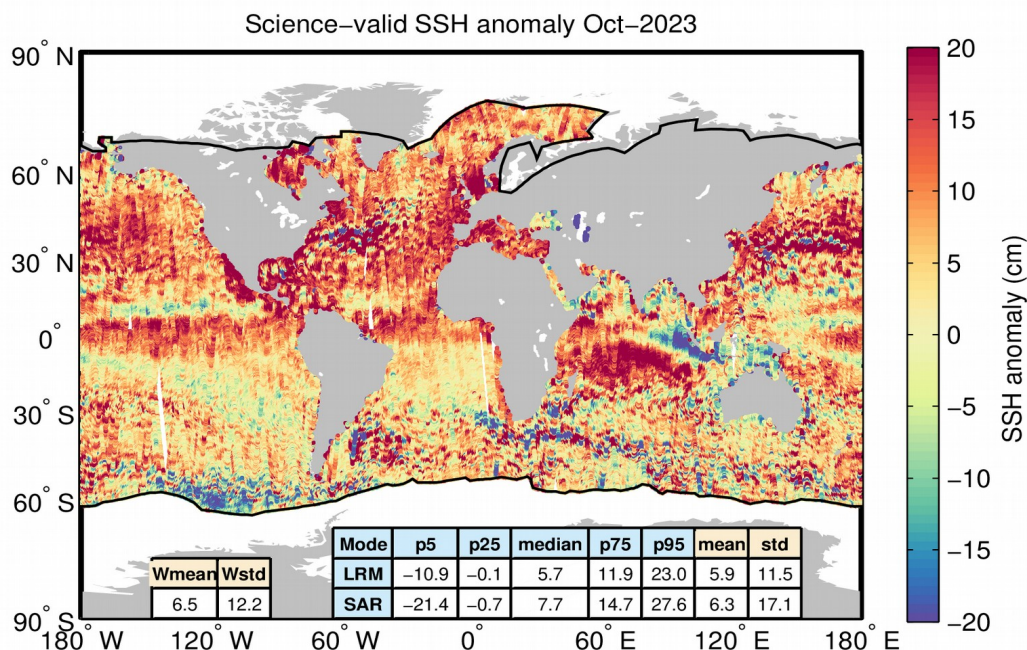 Science−valid SSH anomaly Oct−2023
90° N
60° N
30° N
0°
30° S
60° S
90° S
180° W
120° W
60° W
0°
60° E
120° E
180° E
Wmean Wstd
6.5 12.2
Mode p5 p25 median p75 p95 mean std
LRM −10.9 −0.1 5.7 11.9 23.0 5.9 11.5
SAR −21.4 −0.7 7.7 14.7 27.6 6.3 17.1
20
15
10
5
0
−5
−10
−15
−20
SSH anomaly (cm)